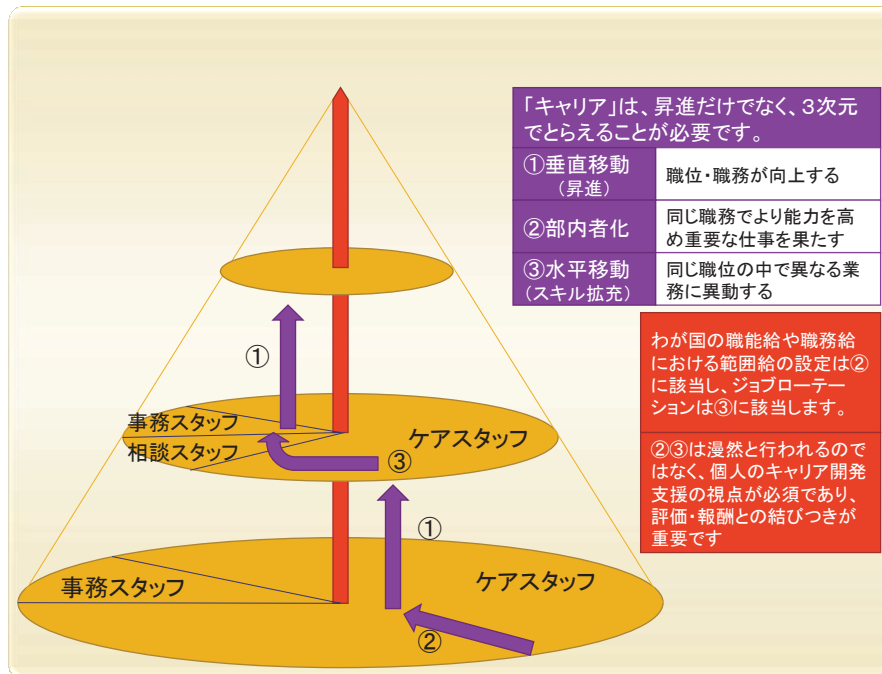 「キャリア」は、昇進だけでなく、3次元
でとらえることが必要です。
①垂直移動
（昇進）
職位・職務が向上する
②部内者化
同じ職務でより能力を高
め重要な仕事を果たす
③水平移動
（スキル拡充）
同じ職位の中で異なる業
務に異動する
わが国の職能給や職務給
における範囲給の設定は②
に該当し、ジョブローテー
ションは③に該当します。
②③は漫然と行われるので
はなく、個人のキャリア開発
支援の視点が必須であり、
評価・報酬との結びつきが
重要です
①
事務スタッフ
相談スタッフ
ケアスタッフ
③
①
事務スタッフ
ケアスタッフ
②